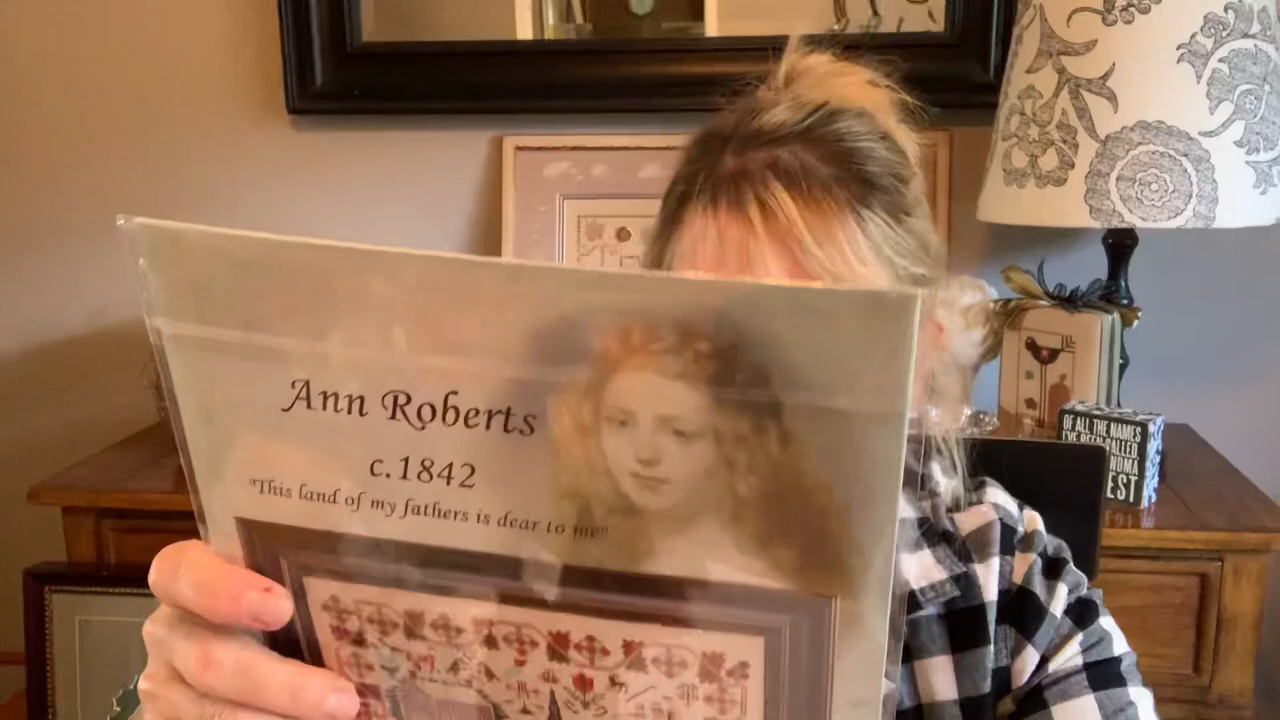 Ann Roberts
c.1842
"This land of my fathers is dear to me"
OF ALL THE NAMES
I'VE BEEN CALLED,
NDMA
EST